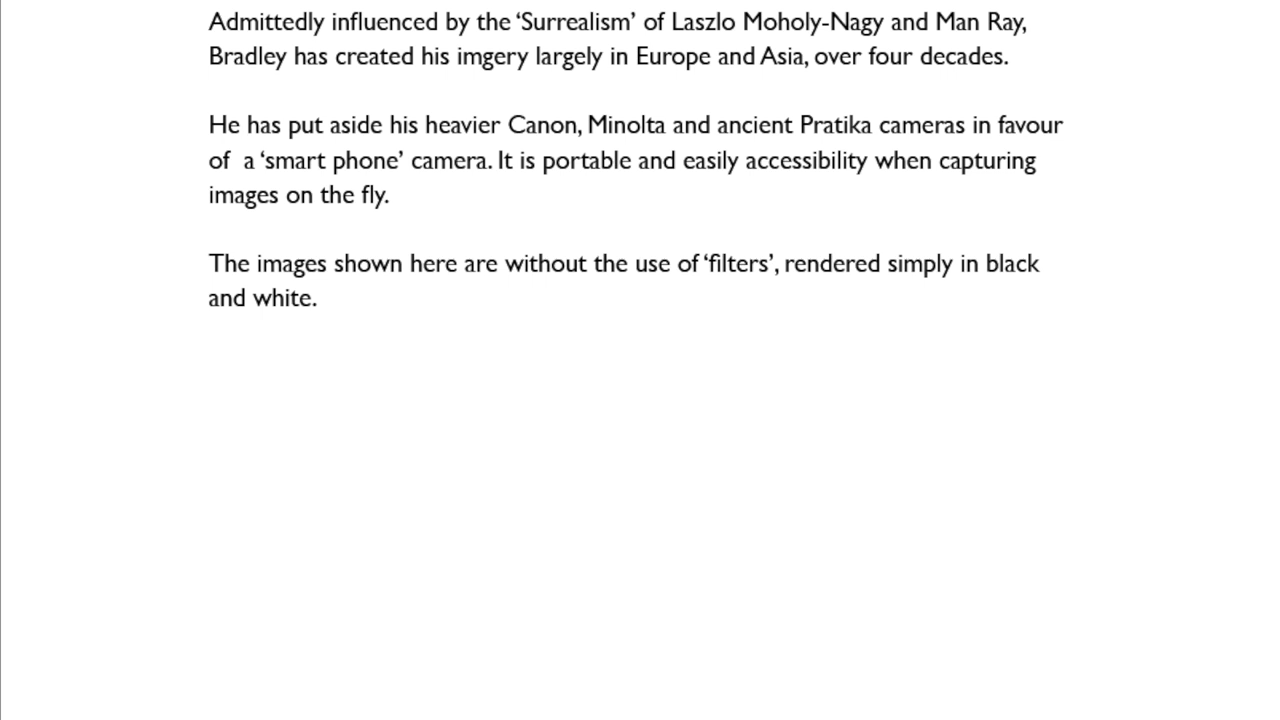 Admittedly influenced by the ‘Surrealism’ of Laszlo Moholy-Nagy and Man Ray,
Bradley has created his imgery largely in Europe and Asia, over four decades.
He has put aside his heavier Canon, Minolta and ancient Pratika cameras in favour
of  a ‘smart phone’ camera. It is portable and easily accessibility when capturing
images on the fly.
The images shown here are without the use of ‘filters’, rendered simply in black
and white.